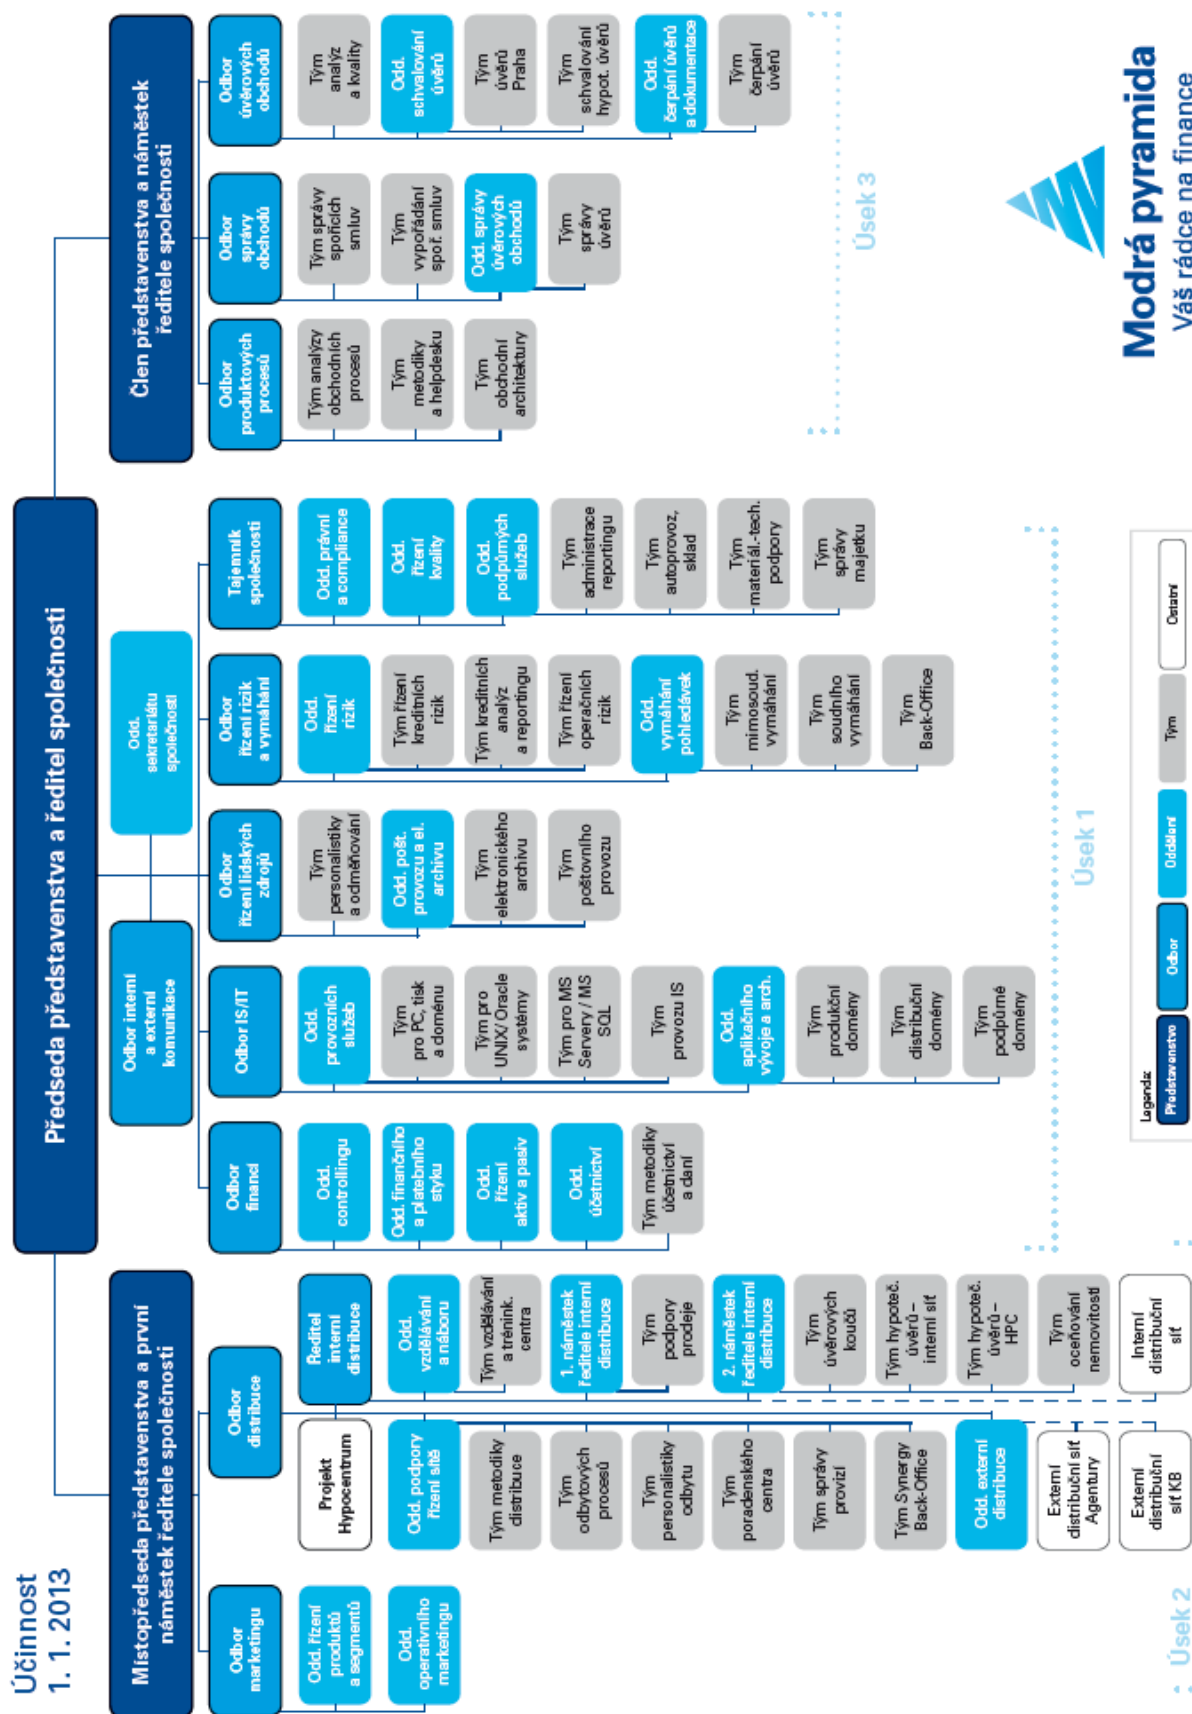 Účinnost
1. 1. 2013
Předseda představenstva a ředitel společnosti
Odbor interní
a externí
komunikace
Odd.
sekretariátu
společnosti
Místopředseda představenstva a první
náměstek ředitele společnosti
Odbor
marketingu
Odd. řízení
produktů
a segmentů
Odd.
operativního
marketingu
Odbor
distribuce
Projekt
Hypocentrum
Ředitel
interní
distribuce
Odd. podpory
řízení sítě
Tým metodiky
distribuce
Tým
odbytových
procesů
Tým
personalistiky
odbytu
Tým
poradenského
centra
Tým správy
provizí
Tým Synergy
Back-Office
Odd. externí
distribuce
Externí
distribuční síť
Agentury
Externí
distribuční
síť KB
Odd.
vzdělávání
a náboru
Tým vzdělávání
a trénink.
centra
1. náměstek
ředitele interní
distribuce
Tým
podpory
prodeje
2. náměstek
ředitele interní
distribuce
Tým
úvěrových
koučů
Tým hypoteč.
úvěrů –
interní síť
Tým hypoteč.
úvěrů –
HPC
Tým
oceňování
nemovitostí
Interní
distribuční
síť
Úsek 2
Odbor
financí
Odd.
controllingu
Odd. finančního
a platebního
styku
Odd.
řízení
aktiv a pasiv
Odd.
účetnictví
Tým metodiky
účetnictví
a daní
Odbor IS/IT
Odd.
provozních
služeb
Tým
pro PC, tisk
a doménu
Tým pro
UNIX/ Oracle
systémy
Tým pro MS
Servery / MS
SQL
Tým
provozu IS
Odd.
aplikačního
vývoje a arch.
Tým
produkční
domény
Tým
distribuční
domény
Tým
podpůrné
domény
Odbor
řízení lidských
zdrojů
Tým
personalistiky
a odměňování
Odd. pošt.
provozu a el.
archivu
Tým
elektronického
archivu
Tým
poštovního
provozu
Odbor
řízení rizik
a vymáhání
Odd.
řízení
rizik
Tým řízení
kreditních
rizik
Tým kreditních
analýz
a reportingu
Tým řízení
operačních
rizik
Odd.
vymáhání
pohledávek
Tým
mimosoud.
vymáhání
Tým
soudního
vymáhání
Tým
Back-Office
Tajemník
společnosti
Odd. právní
a compliance
Odd.
řízení
kvality
Odd.
podpůrných
služeb
Tým
administrace
reportingu
Tým
autoprovoz,
sklad
Tým
materiál.-tech.
podpory
Tým
správy
majetku
Úsek 1
Člen představenstva a náměstek
ředitele společnosti
Odbor
produktových
procesů
Tým analýzy
obchodních
procesů
Tým
metodiky
a helpdesku
Tým
obchodní
architektury
Odbor
správy
obchodů
Tým správy
spořicích
smluv
Tým
vypořádání
spoř. smluv
Odd. správy
úvěrových
obchodů
Tým
správy
úvěrů
Odbor
úvěrových
obchodů
Tým
analýz
a kvality
Odd.
schvalování
úvěrů
Tým
úvěrů
Praha
Tým
schvalování
hypot. úvěrů
Odd.
čerpání úvěrů
a dokumentace
Tým
čerpání
úvěrů
Úsek 3
Legenda:
Představenstvo
Odbor
Oddělení
Tým
Ostatní
Modrá pyramida
Váš rádce na finance